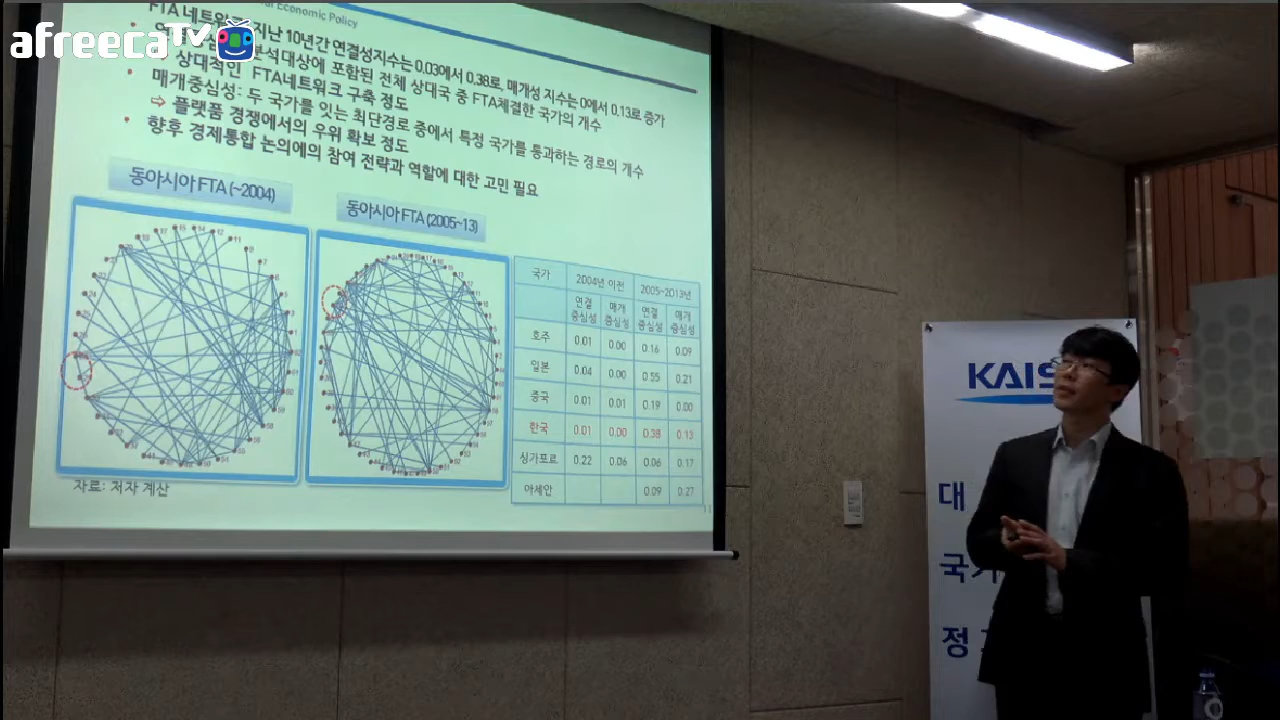 afreecaTV
Economic Policy
FTA 네트워크 지난 10년간 연결성지수는 0.03에서 0.38로, 매개성 지수는 0에서 0.13로 증가
분석대상에 포함된 전체 상대국 중 FTA체결한 국가의 개수
상대적인 FTA네트워크 구축 정도
매개중심성: 두 국가를 잇는 최단경로 중에서 특정 국가를 통과하는 경로의 개수
⇨ 플랫폼 경쟁에서의 우위 확보 정도
향후 경제통합 논의에의 참여 전략과 역할에 대한 고민 필요
동아시아 FTA (~2004)
동아시아 FTA (2005~13)
국가 2004년 이전 2005~2013년
연결중심성 매개중심성 연결중심성 매개중심성
호주 0.01 0.00 0.16 0.09
일본 0.04 0.00 0.55 0.21
중국 0.01 0.01 0.19 0.00
한국 0.01 0.00 0.38 0.13
싱가포르 0.22 0.06 0.06 0.17
아세안 0.09 0.27
자료: 저자 계산
KAIS
대
국가
정